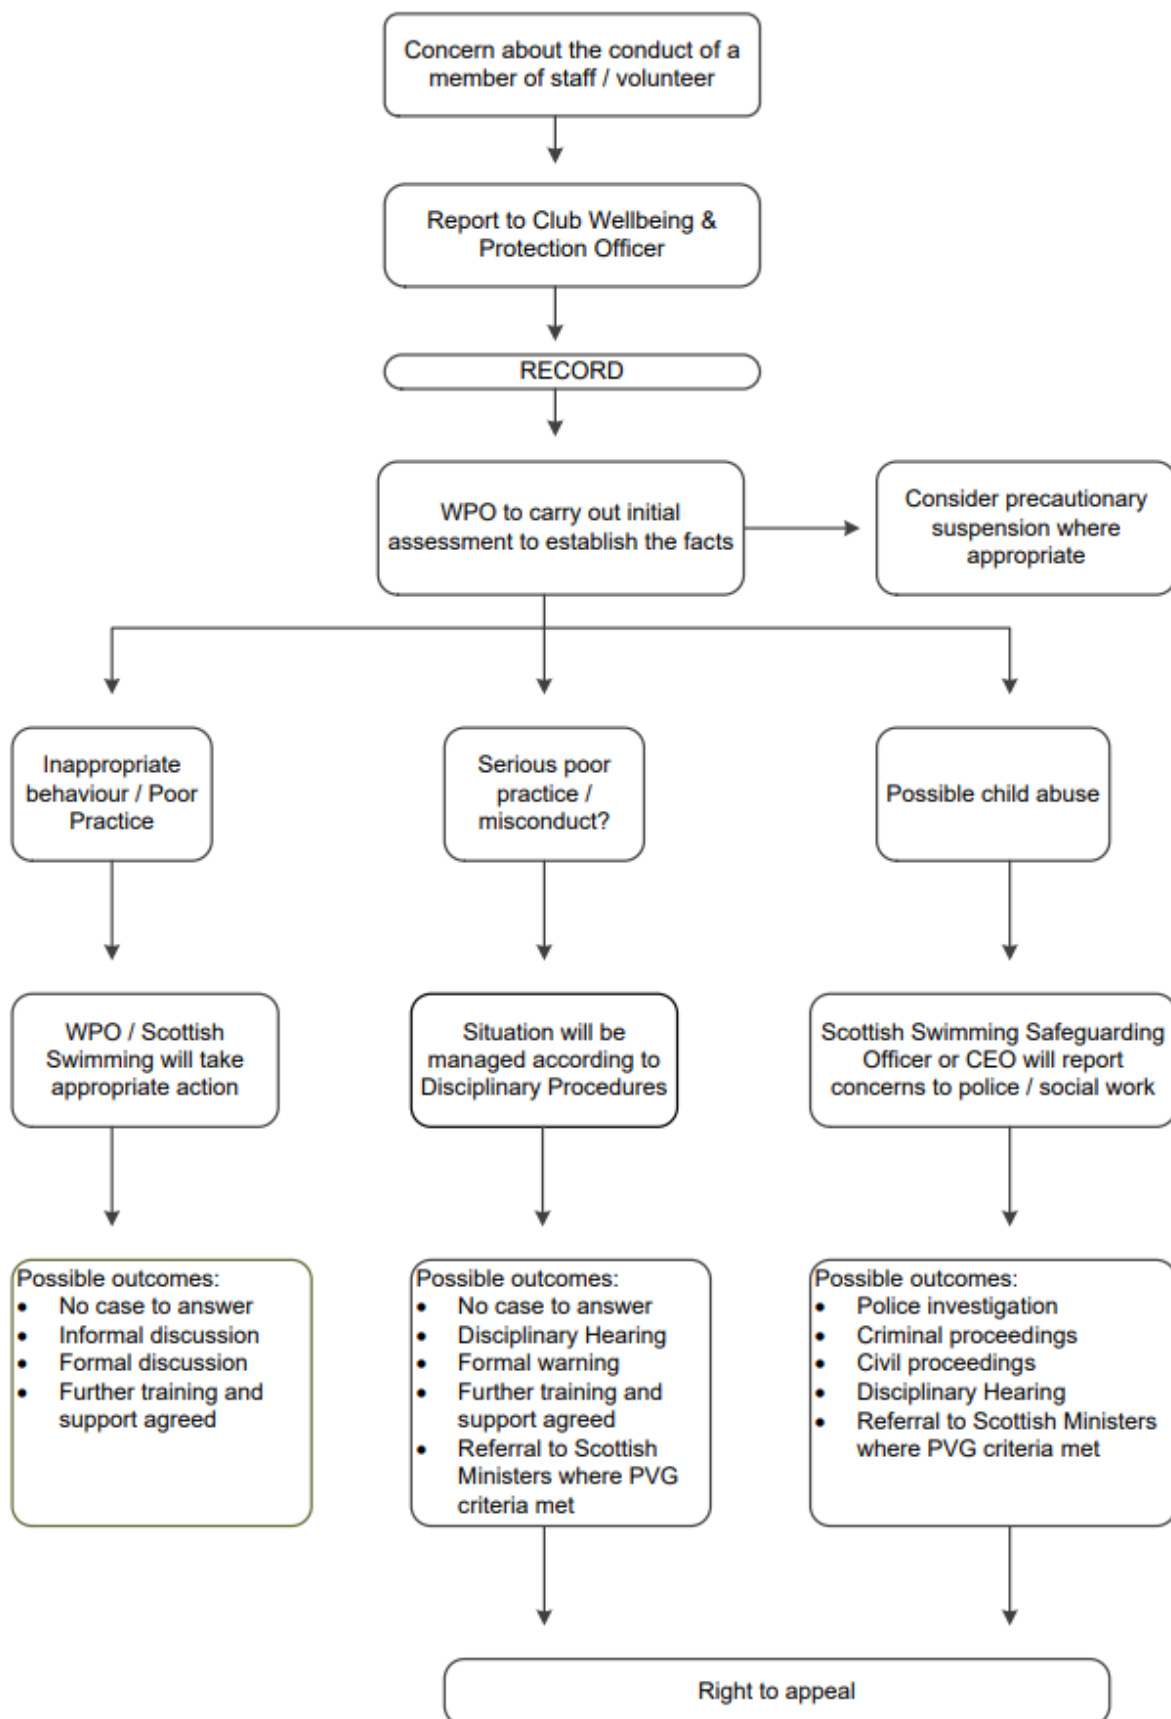 Concern about the conduct of a
member of staff / volunteer
Report to Club Wellbeing &
Protection Officer
RECORD
WPO to carry out initial
assessment to establish the facts
Consider precautionary
suspension where
appropriate
Inappropriate
behaviour / Poor
Practice
Serious poor
practice /
misconduct?
Possible child abuse
WPO / Scottish
Swimming will take
appropriate action
Situation will be
managed according to
Disciplinary Procedures
Scottish Swimming Safeguarding
Officer or CEO will report
concerns to police / social work
Possible outcomes:
• No case to answer
• Informal discussion
• Formal discussion
• Further training and
support agreed
Possible outcomes:
• No case to answer
• Disciplinary Hearing
• Formal warning
• Further training and
support agreed
• Referral to Scottish
Ministers where PVG
criteria met
Possible outcomes:
• Police investigation
• Criminal proceedings
• Civil proceedings
• Disciplinary Hearing
• Referral to Scottish Ministers
where PVG criteria met
Right to appeal